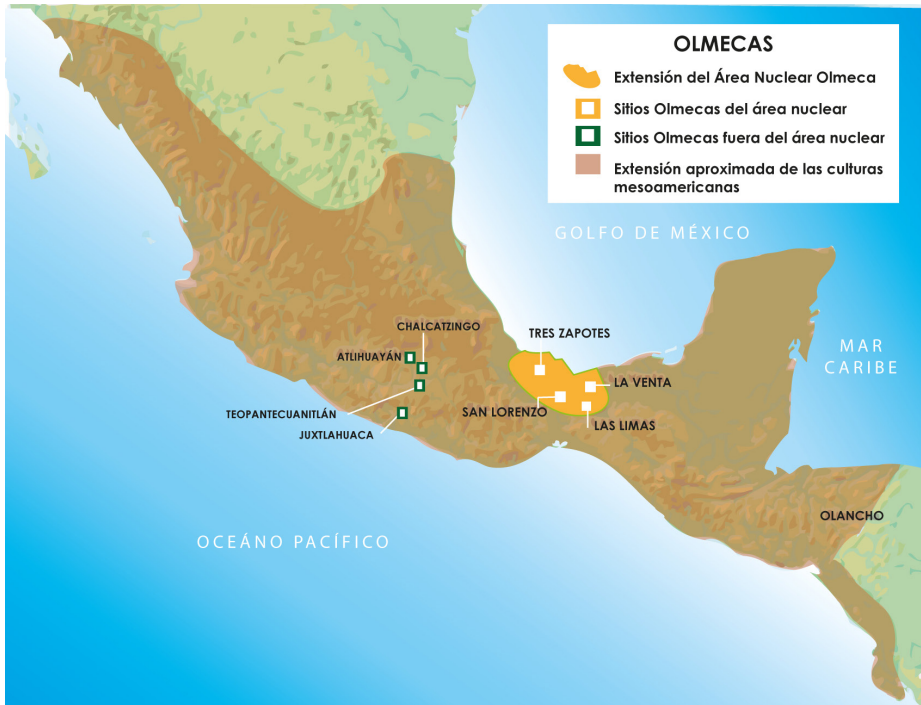 OLMECAS
Extensión del Área Nuclear Olmeca
Sitios Olmecas del área nuclear
Sitios Olmecas fuera del área nuclear
Extensión aproximada de las culturas
mesoamericanas
GOLFO DE MÉXICO
CHALCATZINGO
TRES ZAPOTES
ATLIHUAYÁN
MAR
CARIBE
LA VENTA
TEOPANTECUANITLÁN
SAN LORENZO
LAS LIMAS
JUXTLAHUACA
OLANCHO
OCEÁNO PACÍFICO